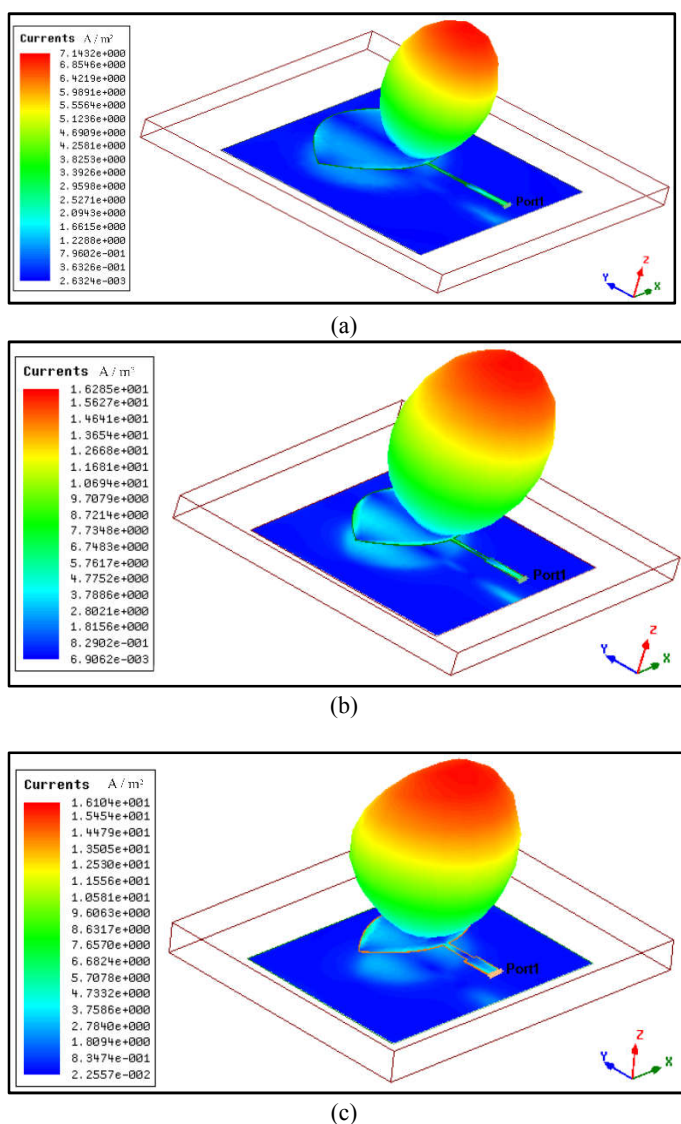 Currents A / m²
7.1432e+000
6.8546e+000
6.4219e+000
5.9891e+000
5.5564e+000
5.1236e+000
4.6909e+000
4.2581e+000
3.8253e+000
3.3926e+000
2.9598e+000
2.5271e+000
2.0943e+000
1.6615e+000
1.2288e+000
7.9602e-001
3.6326e-001
2.6324e-003
Port1
Z
Y
X
(a)
Currents A / m²
1.6285e+001
1.5627e+001
1.4641e+001
1.3654e+001
1.2668e+001
1.1681e+001
1.0694e+001
9.7079e+000
8.7214e+000
7.7348e+000
6.7483e+000
5.7617e+000
4.7752e+000
3.7886e+000
2.8021e+000
1.8156e+000
8.2902e-001
6.9062e-003
Port1
Z
Y
X
(b)
Currents A / m²
1.6104e+001
1.5454e+001
1.4479e+001
1.3505e+001
1.2530e+001
1.1556e+001
1.0581e+001
9.6063e+000
8.6317e+000
7.6570e+000
6.6824e+000
5.7078e+000
4.7332e+000
3.7586e+000
2.7840e+000
1.8094e+000
8.3474e-001
2.2557e-002
Port1
Z
Y
X
(c)